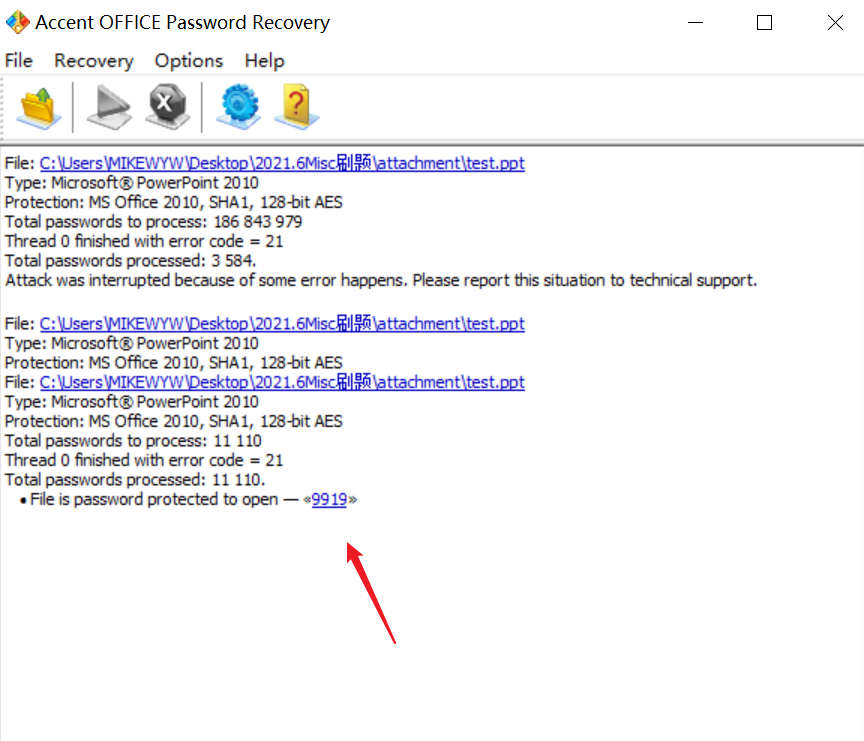 Accent OFFICE Password Recovery
File Recovery Options Help
File: C:\Users\MIKEWYW\Desktop\2021.6Misc刷题\attachment\test.ppt
Type: Microsoft® PowerPoint 2010
Protection: MS Office 2010, SHA1, 128-bit AES
Total passwords to process: 186 843 979
Thread 0 finished with error code = 21
Total passwords processed: 3 584.
Attack was interrupted because of some error happens. Please report this situation to technical support.
File: C:\Users\MIKEWYW\Desktop\2021.6Misc刷题\attachment\test.ppt
Type: Microsoft® PowerPoint 2010
Protection: MS Office 2010, SHA1, 128-bit AES
File: C:\Users\MIKEWYW\Desktop\2021.6Misc刷题\attachment\test.ppt
Type: Microsoft® PowerPoint 2010
Protection: MS Office 2010, SHA1, 128-bit AES
Total passwords to process: 11 110
Thread 0 finished with error code = 21
Total passwords processed: 11 110.
• File is password protected to open — «9919»